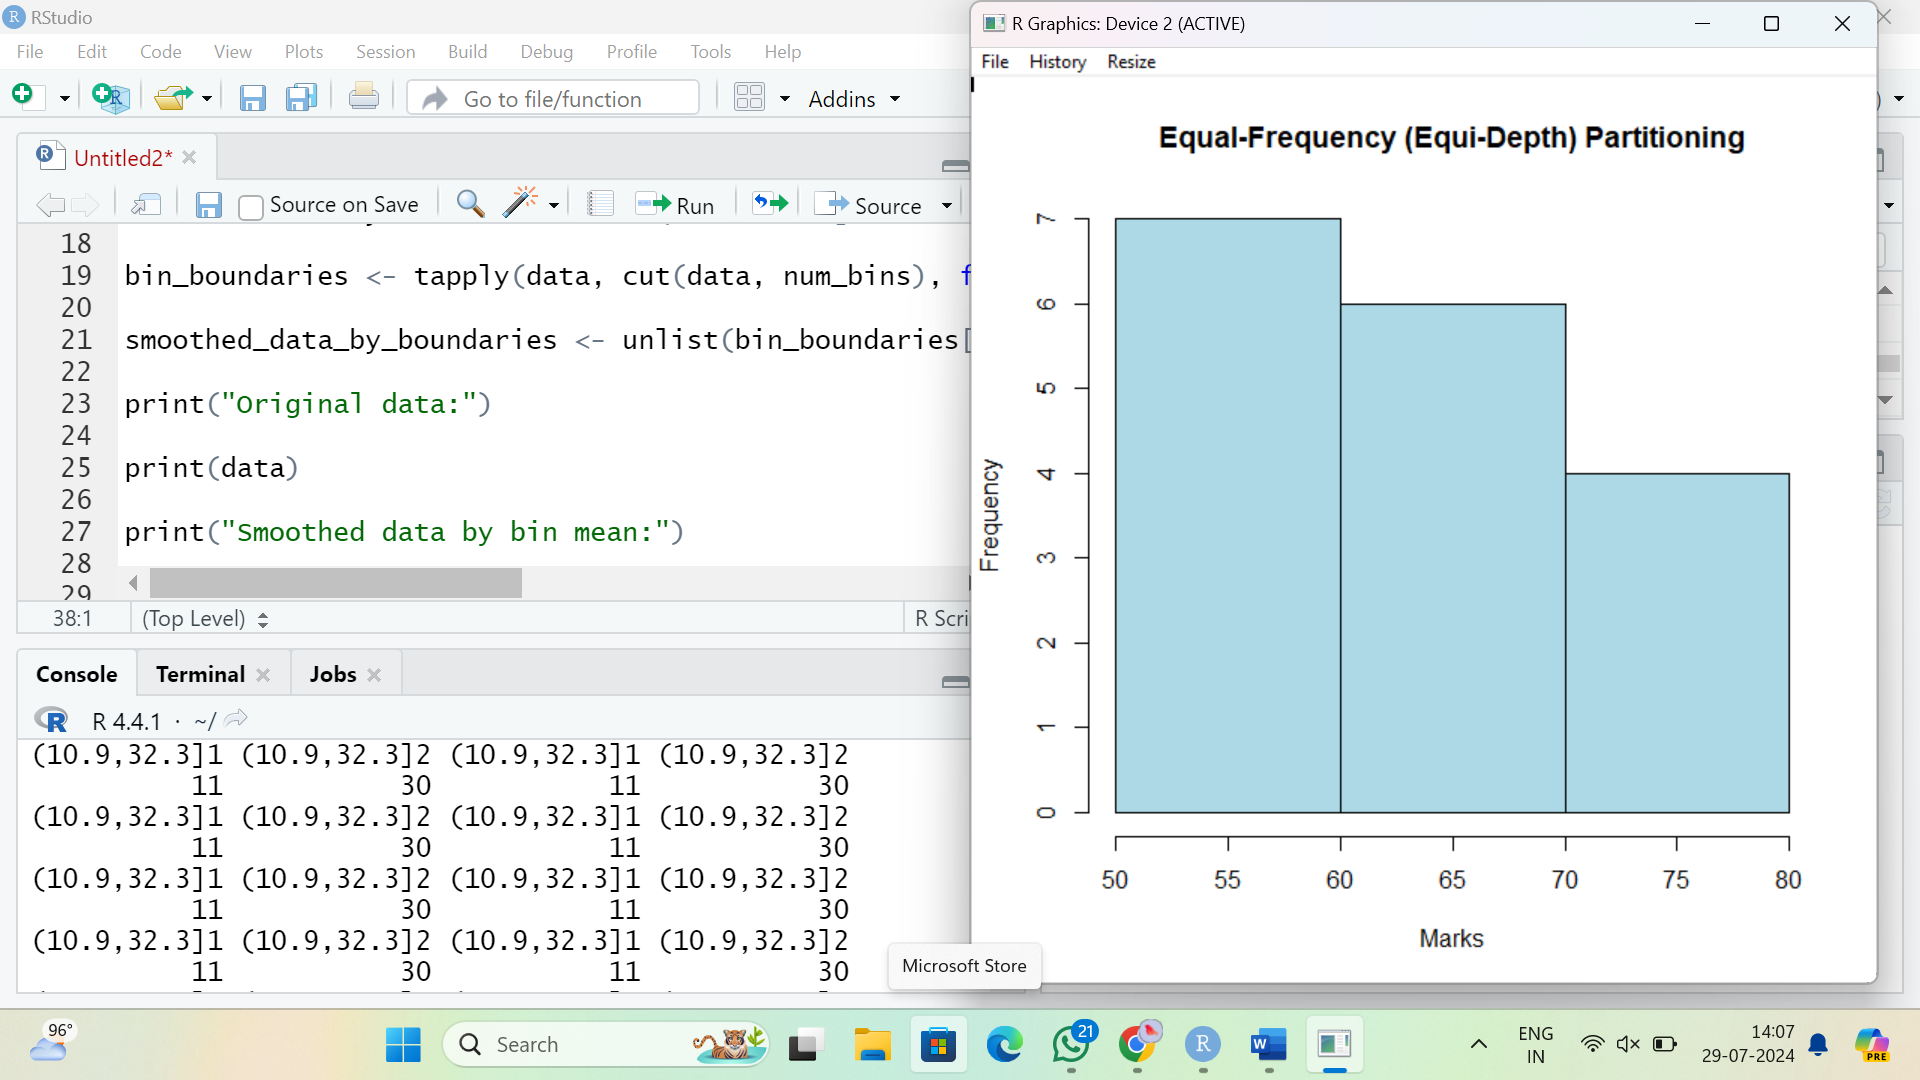 RStudio
File Edit Code View Plots Session Build Debug Profile Tools Help
Go to file/function
Addins
Untitled2*
Source on Save
Run
Source
18
19 bin_boundaries <- tapply(data, cut(data, num_bins), f
20
21 smoothed_data_by_boundaries <- unlist(bin_boundaries[
22
23 print("Original data:")
24
25 print(data)
26
27 print("Smoothed data by bin mean:")
28
29
38:1 (Top Level) R Scri
Console Terminal Jobs
R 4.4.1 · ~/
(10.9,32.3]1 (10.9,32.3]2 (10.9,32.3]1 (10.9,32.3]2
11 30 11 30
(10.9,32.3]1 (10.9,32.3]2 (10.9,32.3]1 (10.9,32.3]2
11 30 11 30
(10.9,32.3]1 (10.9,32.3]2 (10.9,32.3]1 (10.9,32.3]2
11 30 11 30
(10.9,32.3]1 (10.9,32.3]2 (10.9,32.3]1 (10.9,32.3]2
11 30 11 30
R Graphics: Device 2 (ACTIVE)
File History Resize
Equal-Frequency (Equi-Depth) Partitioning
Frequency
7
6
5
4
3
2
1
0
50 55 60 65 70 75 80
Marks
Microsoft Store
96°
Search
21
ENG
IN
14:07
29-07-2024
PRE